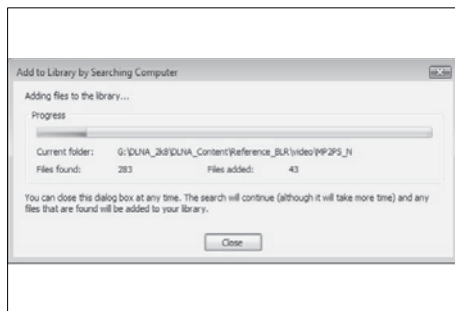 Add to Library by Searching Computer
Adding files to the library...
Progress
Current folder: G:\DLNA_2k8\DLNA_Content\Reference_BLR\video\MP2PS_N
Files found: 283 Files added: 43
You can close this dialog box at any time. The search will continue (although it will take more time) and any
files that are found will be added to your library.
Close